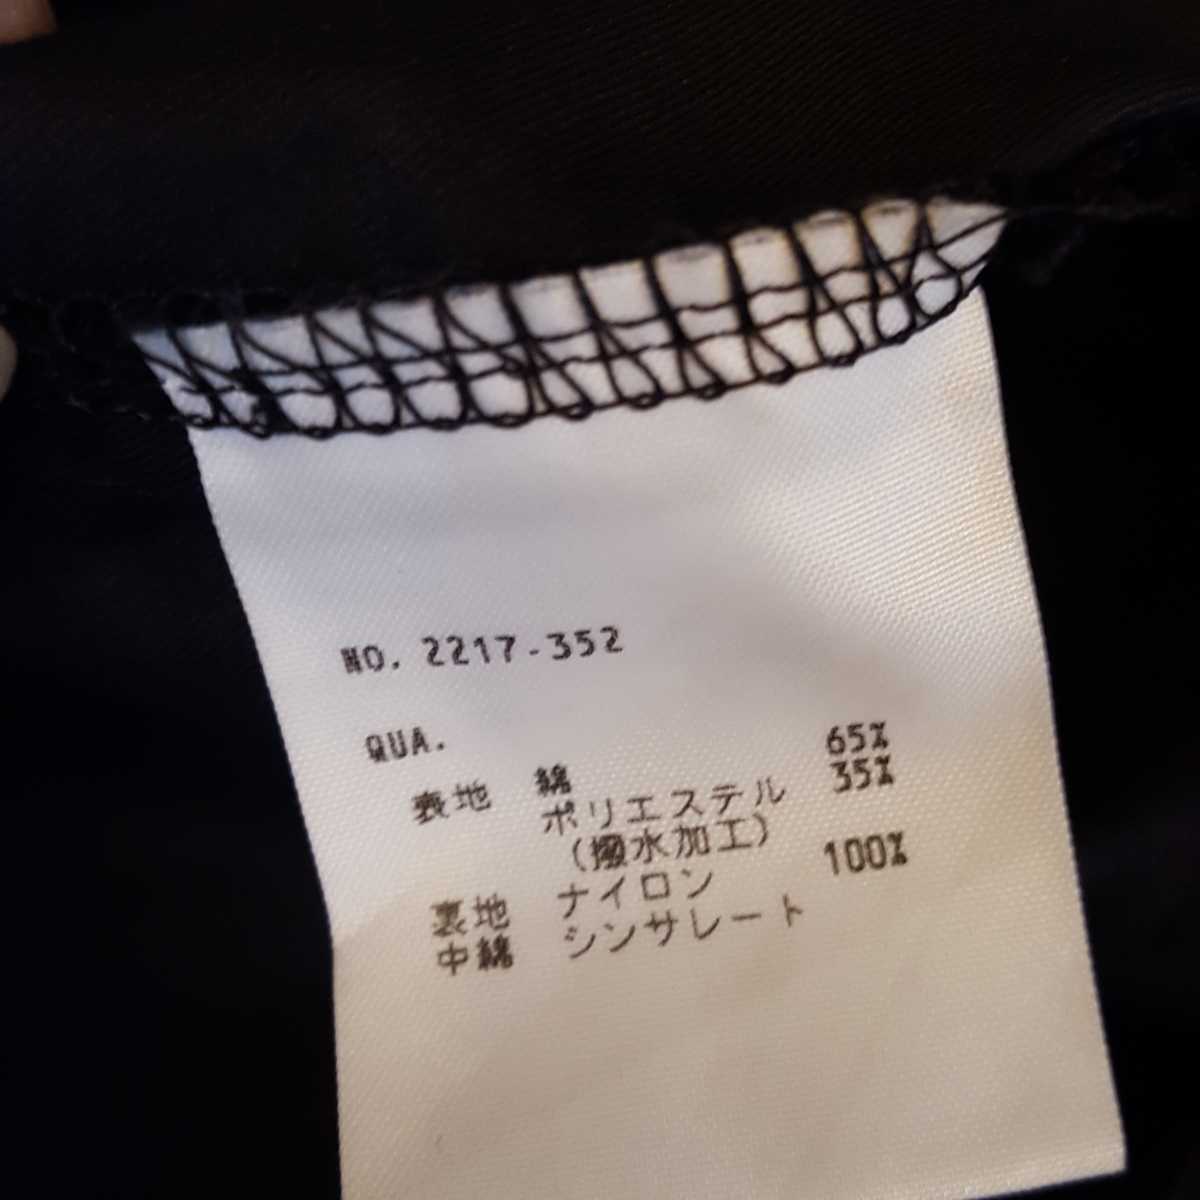 NO. 2217-352
QUA.
表地 綿 65%
ポリエステル 35%
(撥水加工)
裏地 ナイロン 100%
中綿 シンサレート